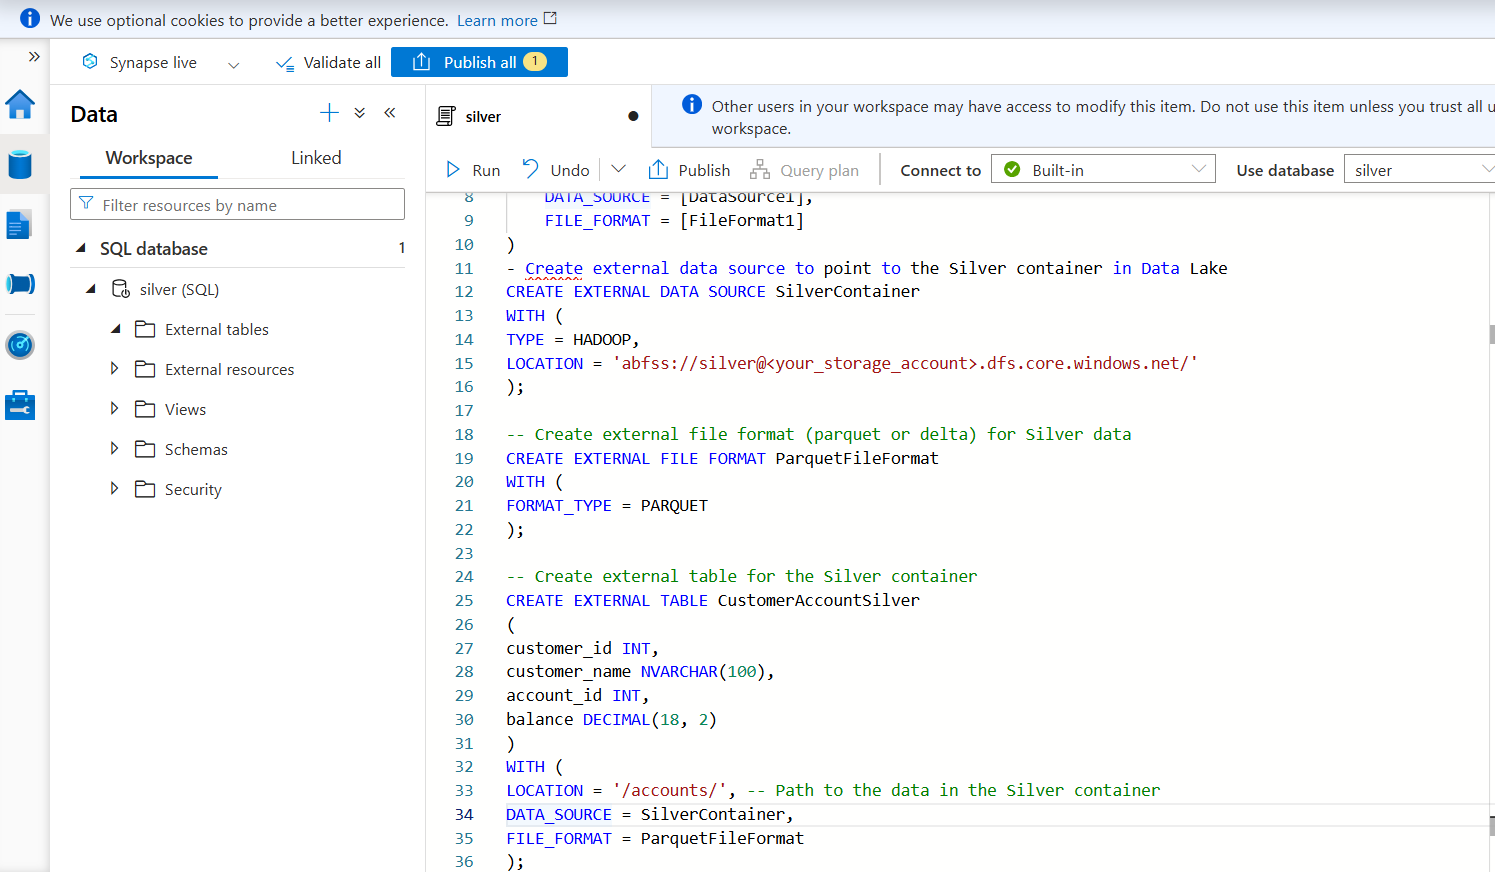 We use optional cookies to provide a better experience. Learn more
Synapse live
Validate all
Publish all 1
Data
Workspace
Linked
Filter resources by name
SQL database 1
silver (SQL)
External tables
External resources
Views
Schemas
Security
silver
Other users in your workspace may have access to modify this item. Do not use this item unless you trust all u
workspace.
Run Undo Publish Query plan Connect to Built-in Use database silver
8 DATA_SOURCE = [DataSource1],
9 FILE_FORMAT = [FileFormat1]
10 )
11 - Create external data source to point to the Silver container in Data Lake
12 CREATE EXTERNAL DATA SOURCE SilverContainer
13 WITH (
14 TYPE = HADOOP,
15 LOCATION = 'abfss://silver@<your_storage_account>.dfs.core.windows.net/'
16 );
17
18 -- Create external file format (parquet or delta) for Silver data
19 CREATE EXTERNAL FILE FORMAT ParquetFileFormat
20 WITH (
21 FORMAT_TYPE = PARQUET
22 );
23
24 -- Create external table for the Silver container
25 CREATE EXTERNAL TABLE CustomerAccountSilver
26 (
27 customer_id INT,
28 customer_name NVARCHAR(100),
29 account_id INT,
30 balance DECIMAL(18, 2)
31 )
32 WITH (
33 LOCATION = '/accounts/', -- Path to the data in the Silver container
34 DATA_SOURCE = SilverContainer,
35 FILE_FORMAT = ParquetFileFormat
36 );